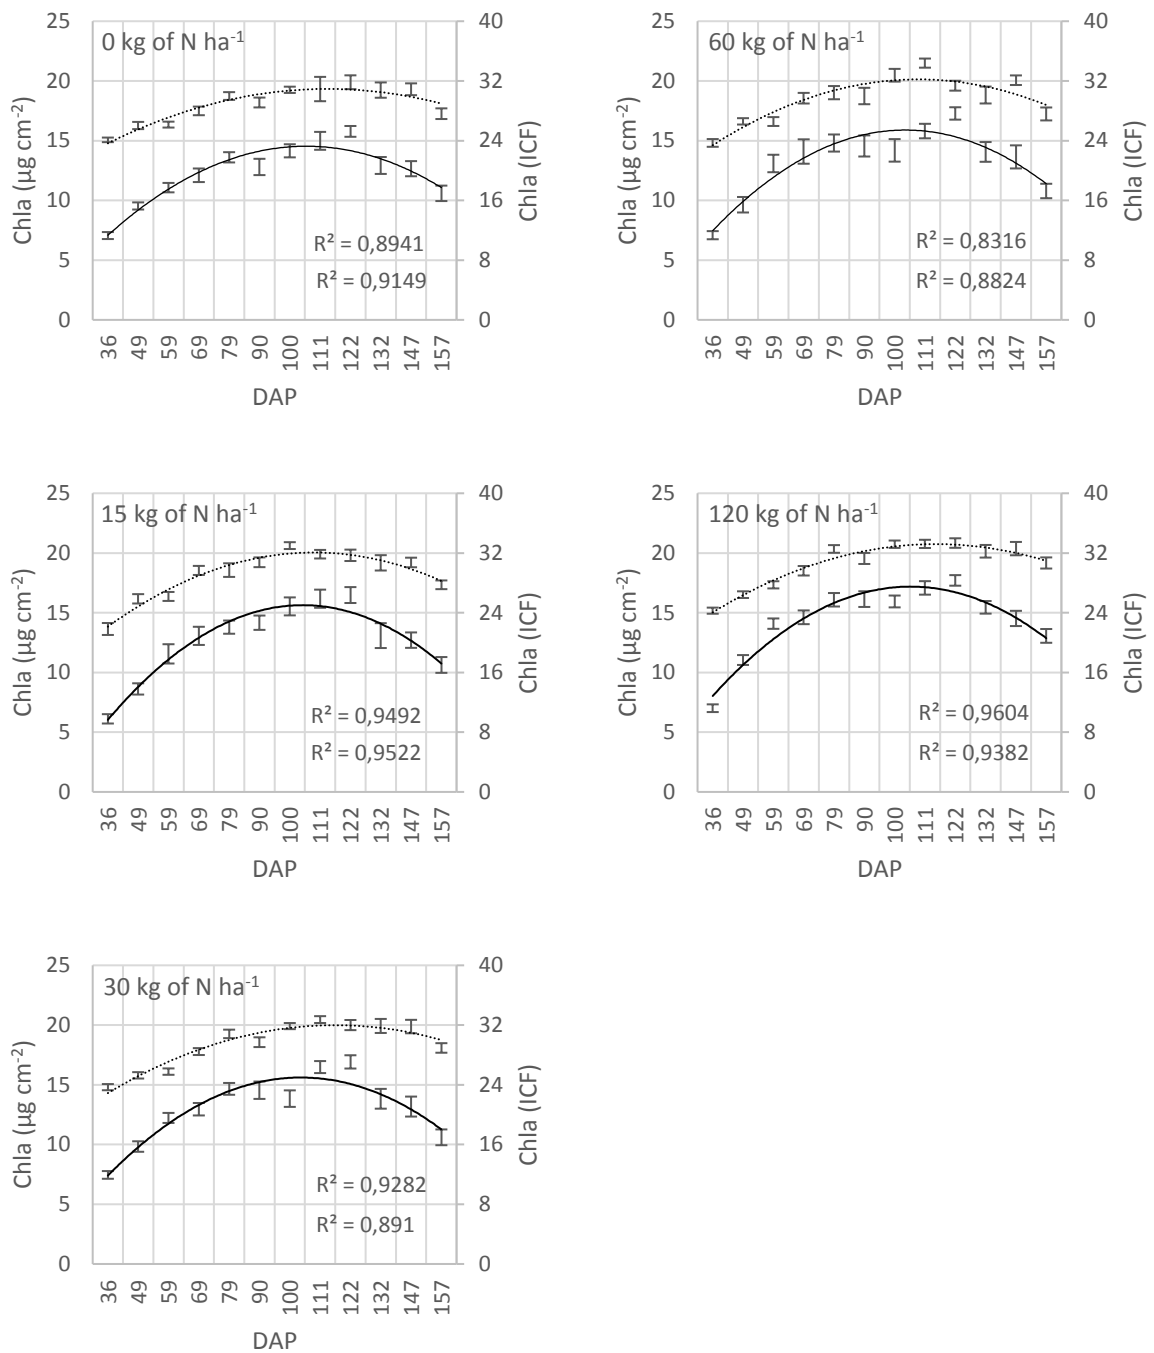 0 kg of N ha⁻¹
Chla (µg cm⁻²)
25
20
15
10
5
0
40
32
24
16
8
0
Chla (ICF)
R² = 0,8941
R² = 0,9149
36 49 59 69 79 90 100 111 122 132 147 157
DAP
60 kg of N ha⁻¹
Chla (µg cm⁻²)
25
20
15
10
5
0
40
32
24
16
8
0
Chla (ICF)
R² = 0,8316
R² = 0,8824
36 49 59 69 79 90 100 111 122 132 147 157
DAP
15 kg of N ha⁻¹
Chla (µg cm⁻²)
25
20
15
10
5
0
40
32
24
16
8
0
Chla (ICF)
R² = 0,9492
R² = 0,9522
36 49 59 69 79 90 100 111 122 132 147 157
DAP
120 kg of N ha⁻¹
Chla (µg cm⁻²)
25
20
15
10
5
0
40
32
24
16
8
0
Chla (ICF)
R² = 0,9604
R² = 0,9382
36 49 59 69 79 90 100 111 122 132 147 157
DAP
30 kg of N ha⁻¹
Chla (µg cm⁻²)
25
20
15
10
5
0
40
32
24
16
8
0
Chla (ICF)
R² = 0,9282
R² = 0,891
36 49 59 69 79 90 100 111 122 132 147 157
DAP